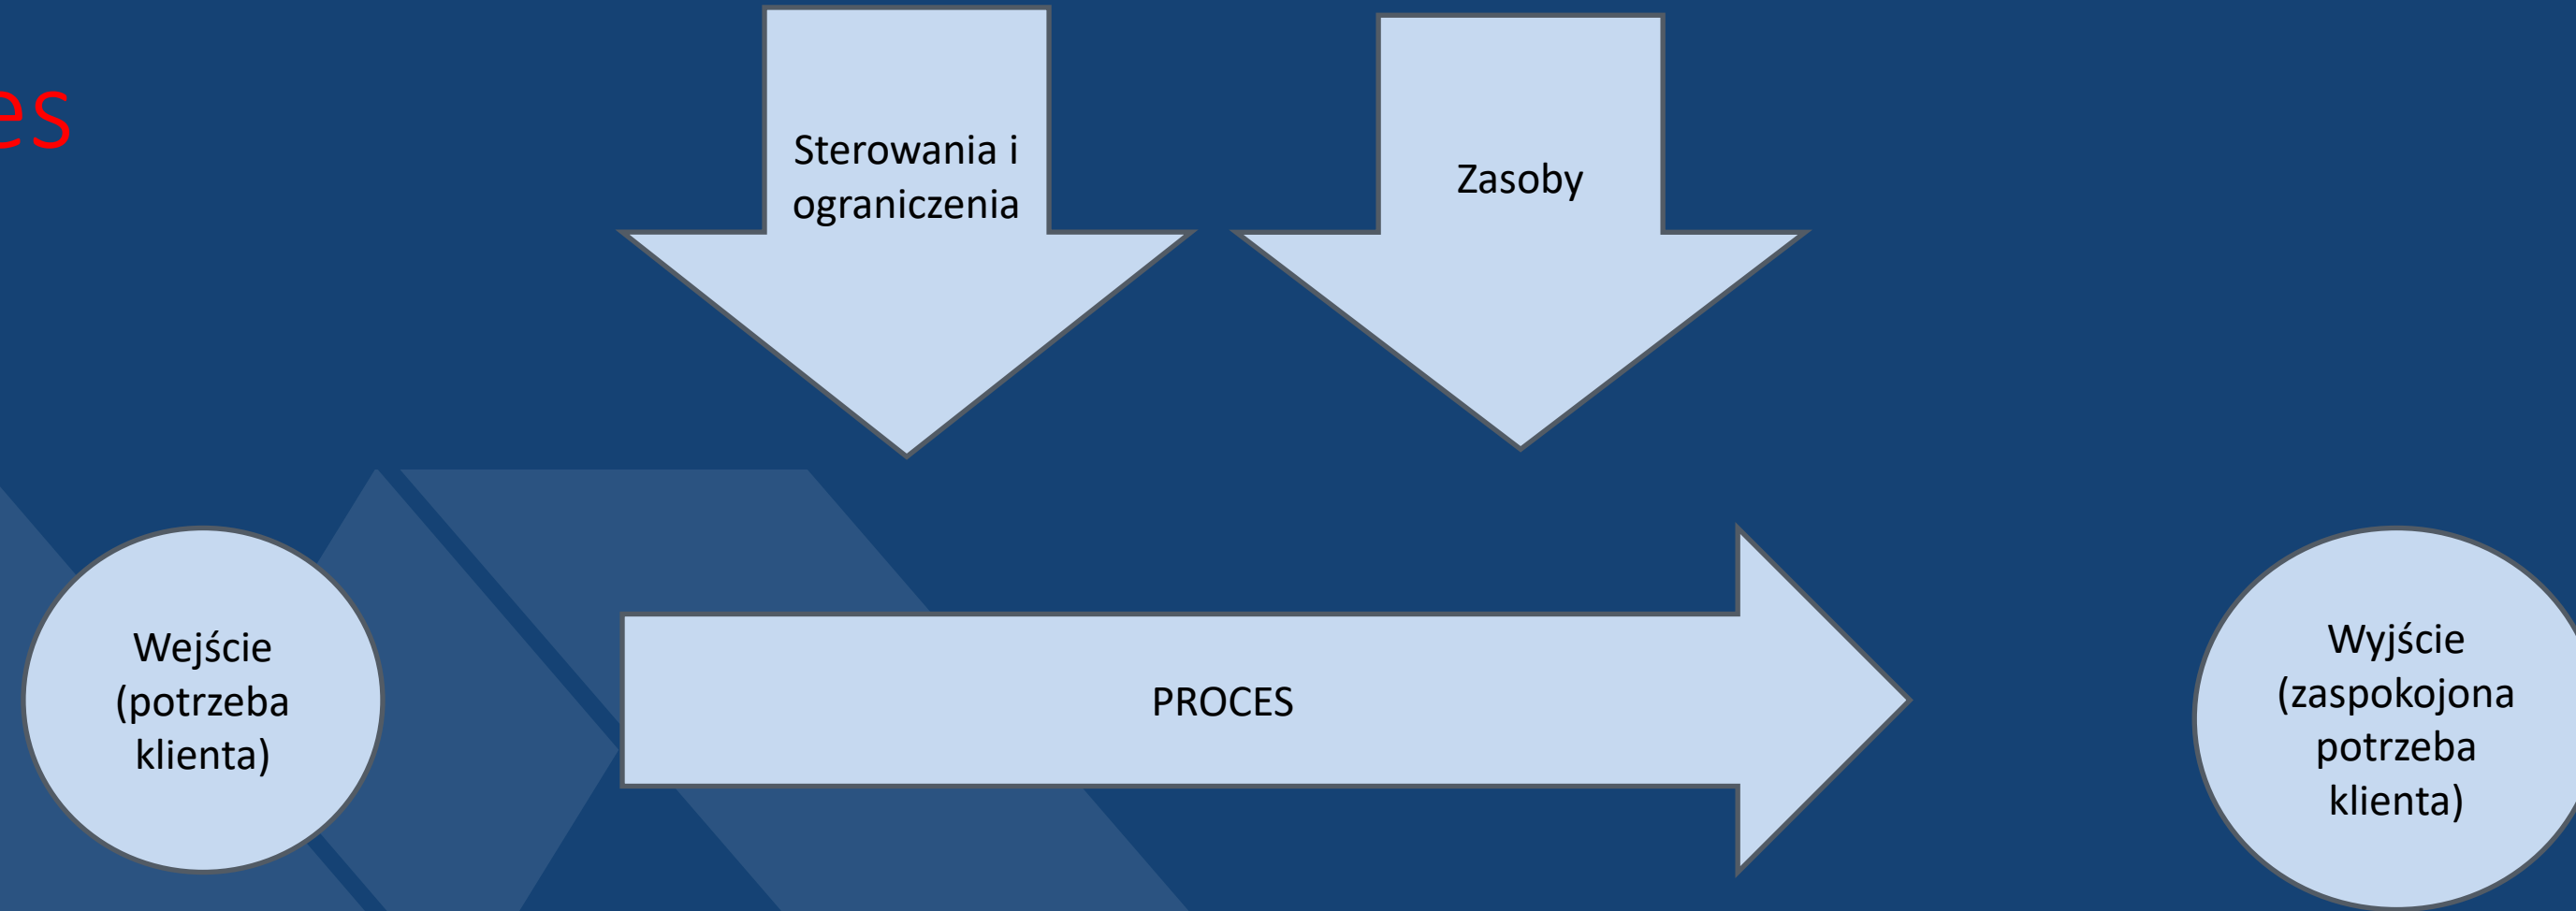 es
Sterowania i
ograniczenia
Zasoby
Wejście
(potrzeba
klienta)
PROCES
Wyjście
(zaspokojona
potrzeba
klienta)